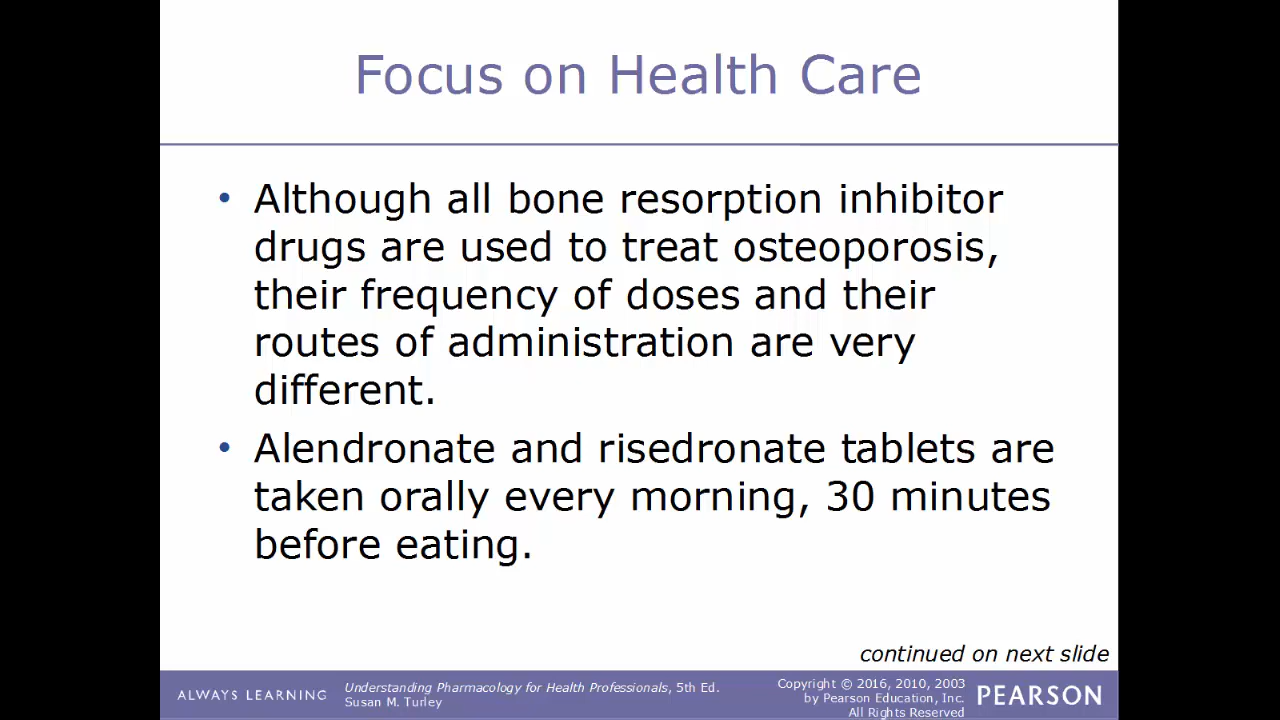 Focus on Health Care
• Although all bone resorption inhibitor
drugs are used to treat osteoporosis,
their frequency of doses and their
routes of administration are very
different.
• Alendronate and risedronate tablets are
taken orally every morning, 30 minutes
before eating.
continued on next slide
ALWAYS LEARNING
Understanding Pharmacology for Health Professionals, 5th Ed.
Susan M. Turley
Copyright © 2016, 2010, 2003
by Pearson Education, Inc.
All Rights Reserved
PEARSON